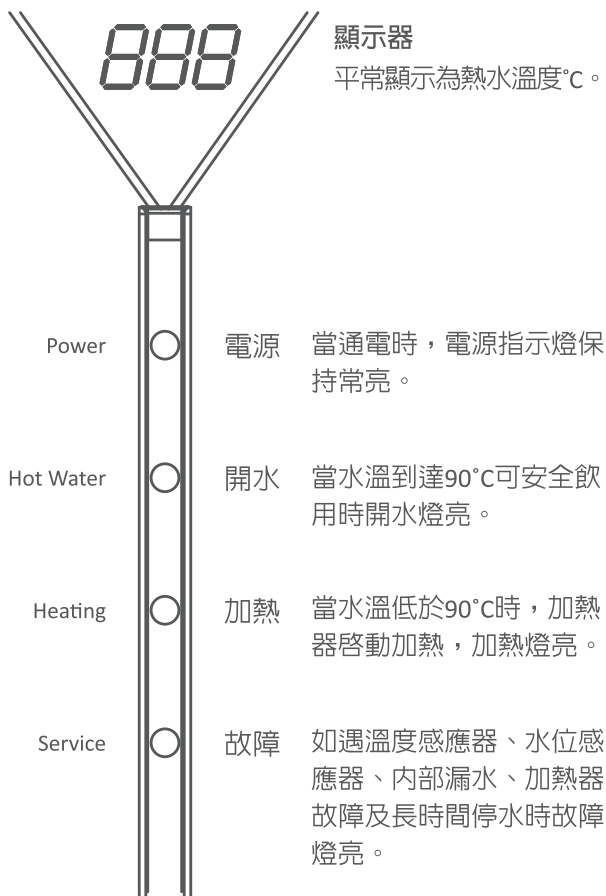 888
顯示器
平常顯示為熱水溫度°C。
Power
電源
當通電時，電源指示燈保
持常亮。
Hot Water
開水
當水溫到達90°C可安全飲
用時開水燈亮。
Heating
加熱
當水溫低於90°C時，加熱
器啓動加熱，加熱燈亮。
Service
故障
如遇溫度感應器、水位感
應器、内部漏水、加熱器
故障及長時間停水時故障
燈亮。